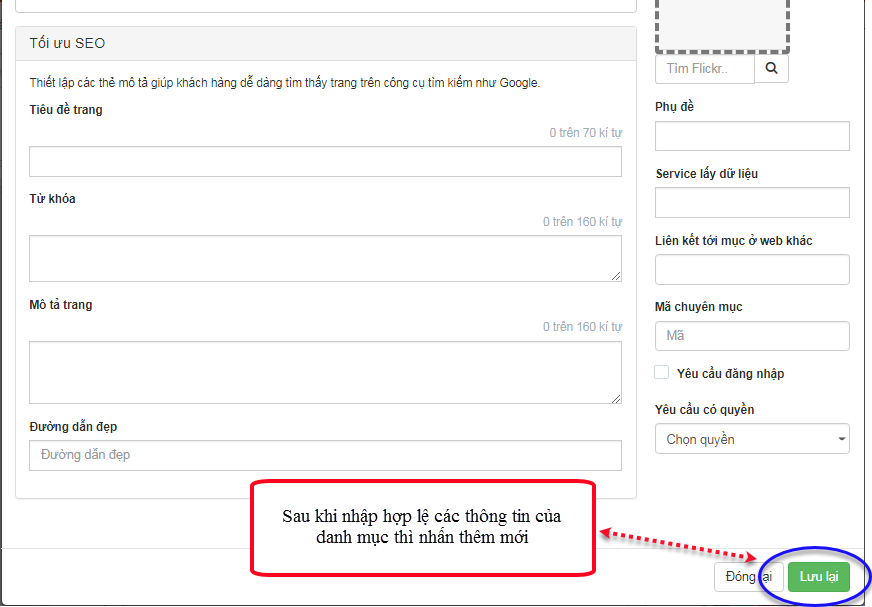 Tối ưu SEO
Thiết lập các thẻ mô tả giúp khách hàng dễ dàng tìm thấy trang trên công cụ tìm kiếm như Google.
Tiêu đề trang
0 trên 70 kí tự
Từ khóa
0 trên 160 kí tự
Mô tả trang
0 trên 160 kí tự
Đường dẫn đẹp
Đường dẫn đẹp
Tìm Flickr..
Phụ đề
Service lấy dữ liệu
Liên kết tới mục ở web khác
Mã chuyên mục
Mã
Yêu cầu đăng nhập
Yêu cầu có quyền
Chọn quyền
Sau khi nhập hợp lệ các thông tin của
danh mục thì nhấn thêm mới
Đóng lại
Lưu lại